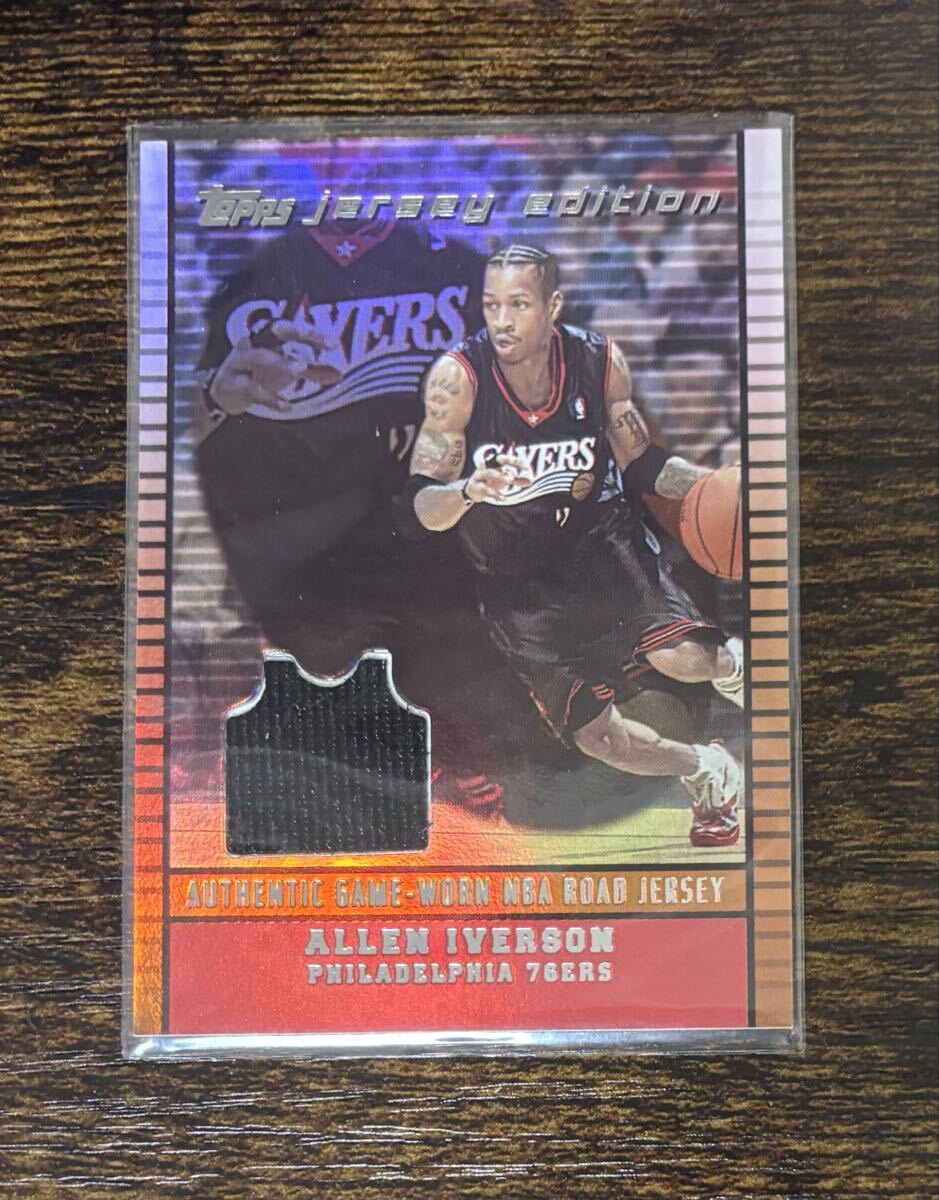 Topps jersey edition
SIXERS
SIXERS
AUTHENTIC GAME-WORN NBA ROAD JERSEY
ALLEN IVERSON
PHILADELPHIA 76ERS